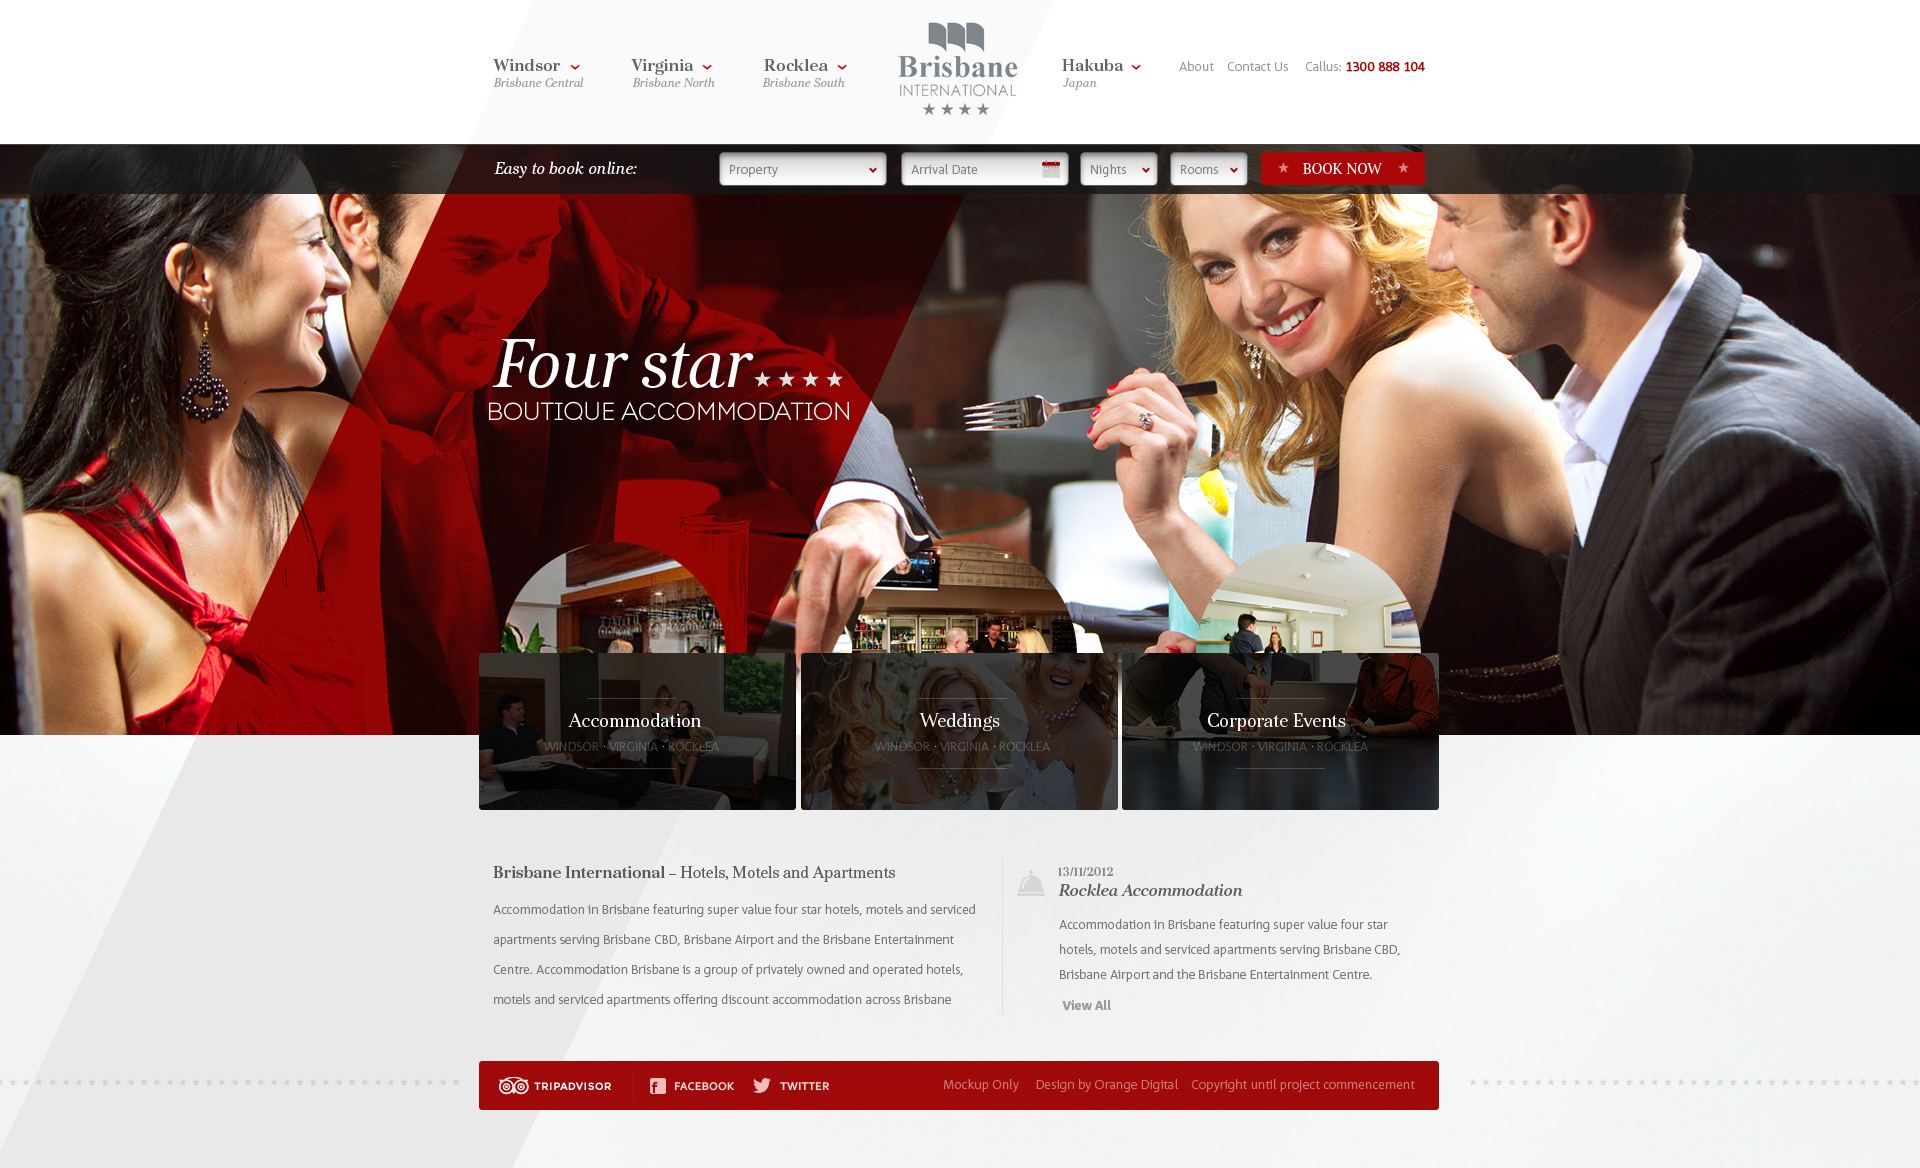 Windsor
Brisbane Central
Virginia
Brisbane North
Rocklea
Brisbane South
Brisbane
INTERNATIONAL
Hakuba
Japan
About Contact Us Callus: 1300 888 104
Easy to book online:
Property
Arrival Date
Nights
Rooms
BOOK NOW
Four star
BOUTIQUE ACCOMMODATION
Accommodation
WINDSOR · VIRGINIA · ROCKLEA
Weddings
WINDSOR · VIRGINIA · ROCKLEA
Corporate Events
WINDSOR · VIRGINIA · ROCKLEA
Brisbane International – Hotels, Motels and Apartments
Accommodation in Brisbane featuring super value four star hotels, motels and serviced
apartments serving Brisbane CBD, Brisbane Airport and the Brisbane Entertainment
Centre. Accommodation Brisbane is a group of privately owned and operated hotels,
motels and serviced apartments offering discount accommodation across Brisbane
13/11/2012
Rocklea Accommodation
Accommodation in Brisbane featuring super value four star
hotels, motels and serviced apartments serving Brisbane CBD,
Brisbane Airport and the Brisbane Entertainment Centre.
View All
TRIPADVISOR
FACEBOOK
TWITTER
Mockup Only Design by Orange Digital Copyright until project commencement